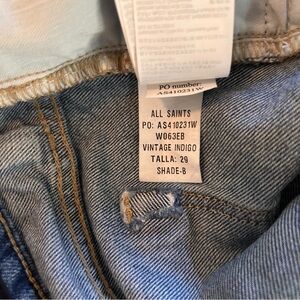 PO number:
AS410231W
ALL SAINTS
PO: AS410231W
W063EB
VINTAGE INDIGO
TALLA: 29
SHADE-B